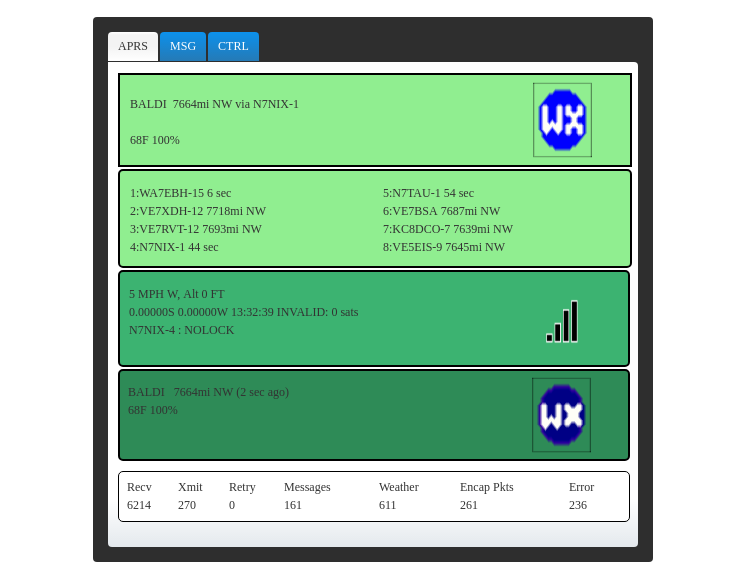 APRS MSG CTRL
BALDI 7664mi NW via N7NIX-1
WX
68F 100%
1:WA7EBH-15 6 sec
2:VE7XDH-12 7718mi NW
3:VE7RVT-12 7693mi NW
4:N7NIX-1 44 sec
5:N7TAU-1 54 sec
6:VE7BSA 7687mi NW
7:KC8DCO-7 7639mi NW
8:VE5EIS-9 7645mi NW
5 MPH W, Alt 0 FT
0.00000S 0.00000W 13:32:39 INVALID: 0 sats
N7NIX-4 : NOLOCK
BALDI 7664mi NW (2 sec ago)
68F 100%
WX
Recv Xmit Retry Messages Weather Encap Pkts Error
6214 270 0 161 611 261 236